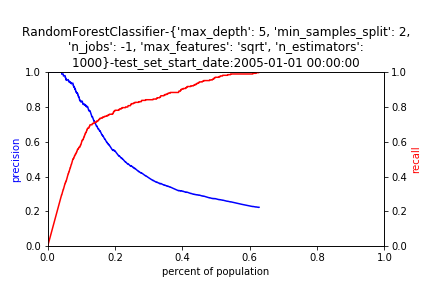 RandomForestClassifier-{'max_depth': 5, 'min_samples_split': 2,
'n_jobs': -1, 'max_features': 'sqrt', 'n_estimators':
1000}-test_set_start_date:2005-01-01 00:00:00
1.0
0.8
0.6
0.4
0.2
0.0
precision
1.0
0.8
0.6
0.4
0.2
0.0
recall
0.0 0.2 0.4 0.6 0.8 1.0
percent of population